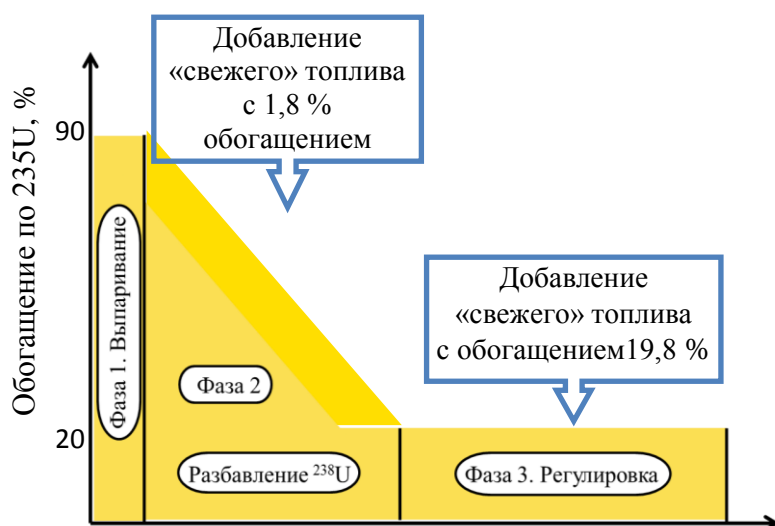 Добавление
«свежего» топлива
с 1,8 %
обогащением
Обогащение по 235U, %
90
Фаза 1. Выпаривание
Добавление
«свежего» топлива
с обогащением19,8 %
Фаза 2
20
Разбавление ²³⁸U
Фаза 3. Регулировка